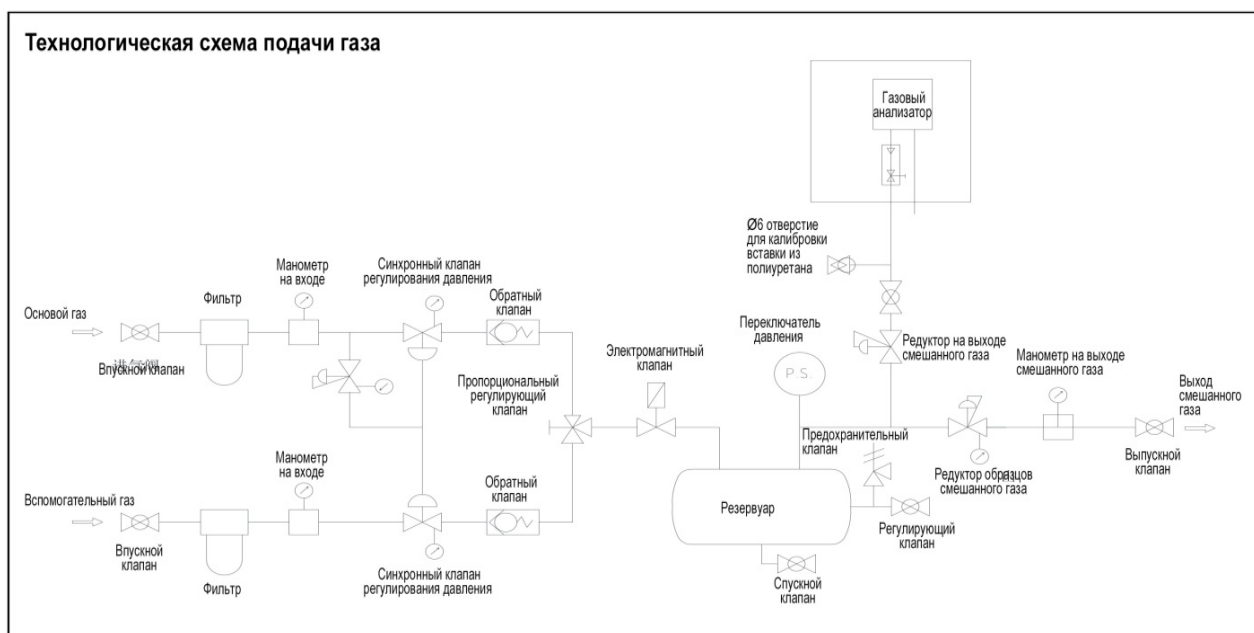 Технологическая схема подачи газа
Газовый
анализатор
Ø6 отверстие
для калибровки
вставки из
полиуретана
Манометр
на входе
Синхронный клапан
регулирования давления
Фильтр
Обратный
клапан
Основой газ
Впускной клапан
进气阀
Переключатель
давления
P.S.
Редуктор на выходе
смешанного газа
Манометр на выходе
смешанного газа
Электромагнитный
клапан
Пропорциональный
регулирующий
клапан
Выход
смешанного
газа
Предохранительный
клапан
Выпускной
клапан
Манометр
на входе
Редуктор образцов
смешанного газа
Обратный
клапан
Вспомогательный газ
Резервуар
Регулирующий
клапан
Впускной
клапан
Фильтр
Синхронный клапан
регулирования давления
Спускной
клапан